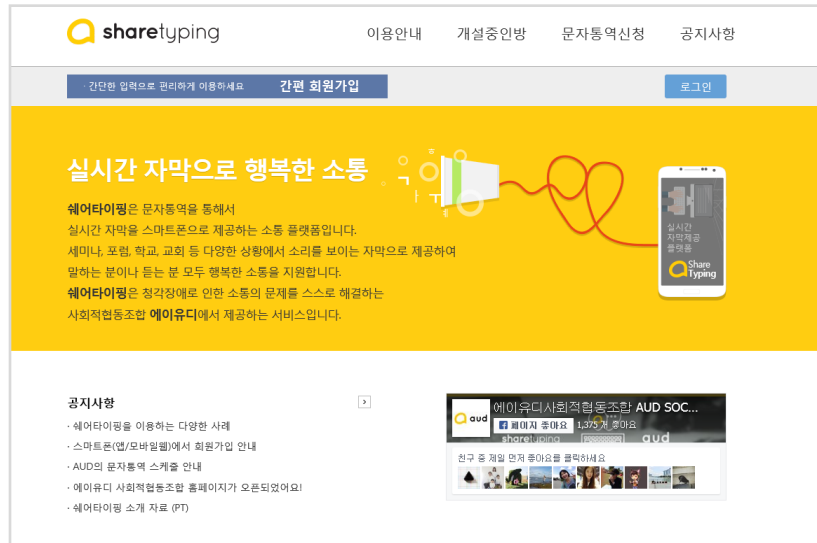 sharetyping
이용안내 개설중인방 문자통역신청 공지사항
· 간단한 입력으로 편리하게 이용하세요 간편 회원가입
로그인
실시간 자막으로 행복한 소통
쉐어타이핑은 문자통역을 통해서
실시간 자막을 스마트폰으로 제공하는 소통 플랫폼입니다.
세미나, 포럼, 학교, 교회 등 다양한 상황에서 소리를 보이는 자막으로 제공하여
말하는 분이나 듣는 분 모두 행복한 소통을 지원합니다.
쉐어타이핑은 청각장애로 인한 소통의 문제를 스스로 해결하는
사회적협동조합 에이유디에서 제공하는 서비스입니다.
실시간
자막제공
플랫폼
Share
Typing
공지사항
· 쉐어타이핑을 이용하는 다양한 사례
· 스마트폰(앱/모바일웹)에서 회원가입 안내
· AUD의 문자통역 스케줄 안내
· 에이유디 사회적협동조합 홈페이지가 오픈되었어요!
· 쉐어타이핑 소개 자료 (PT)
aud
에이유디사회적협동조합 AUD SOC...
페이지 좋아요 1,375개 좋아요
sharetyping aud
친구 중 제일 먼저 좋아요를 클릭하세요